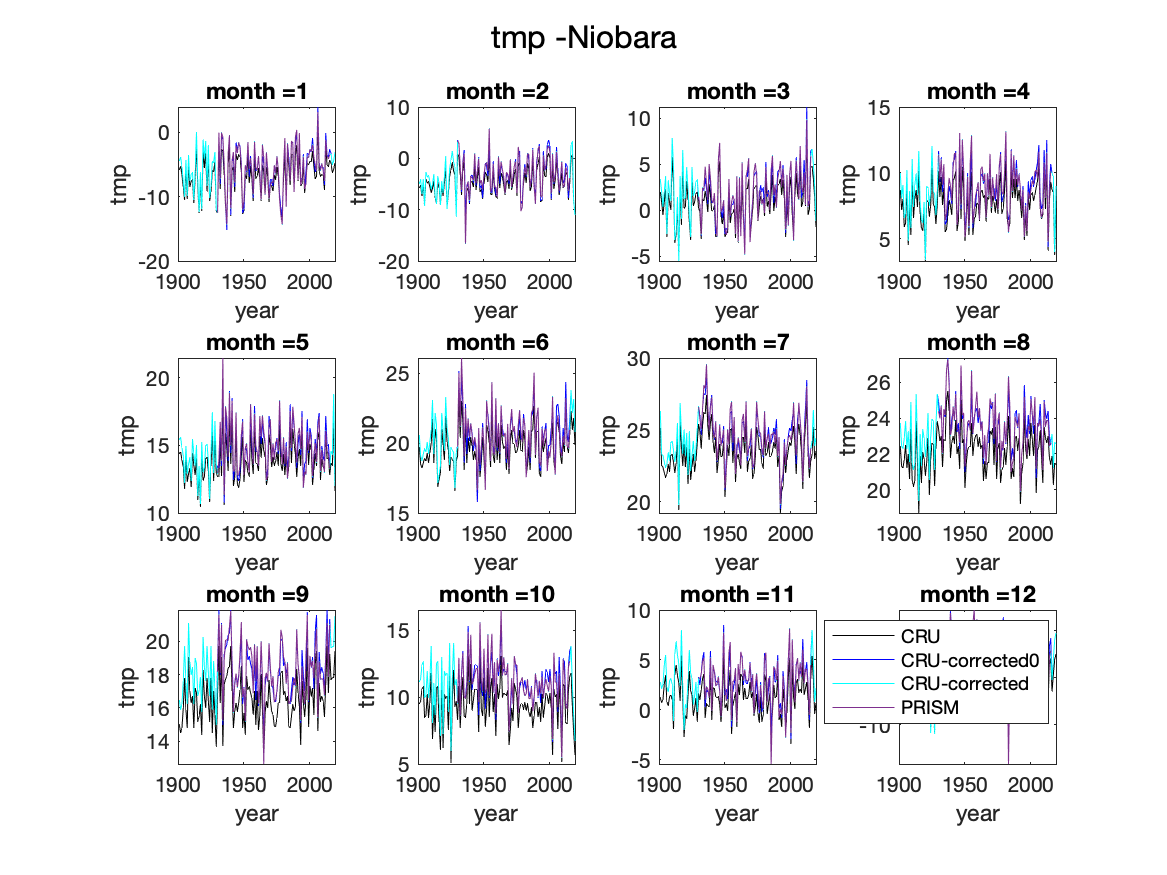 tmp -Niobara
month =1
month =2
month =3
month =4
0
-10
-20
tmp
1900 1950 2000
year
10
0
-10
-20
tmp
1900 1950 2000
year
10
5
0
-5
tmp
1900 1950 2000
year
15
10
5
tmp
1900 1950 2000
year
month =5
month =6
month =7
month =8
20
15
10
tmp
1900 1950 2000
year
25
20
15
tmp
1900 1950 2000
year
30
25
20
tmp
1900 1950 2000
year
26
24
22
20
tmp
1900 1950 2000
year
month =9
month =10
month =11
month =12
20
18
16
14
tmp
1900 1950 2000
year
15
10
5
tmp
1900 1950 2000
year
10
5
0
-5
tmp
1900 1950 2000
year
CRU
CRU-corrected0
CRU-corrected
PRISM
-10
1900 1950 2000
year